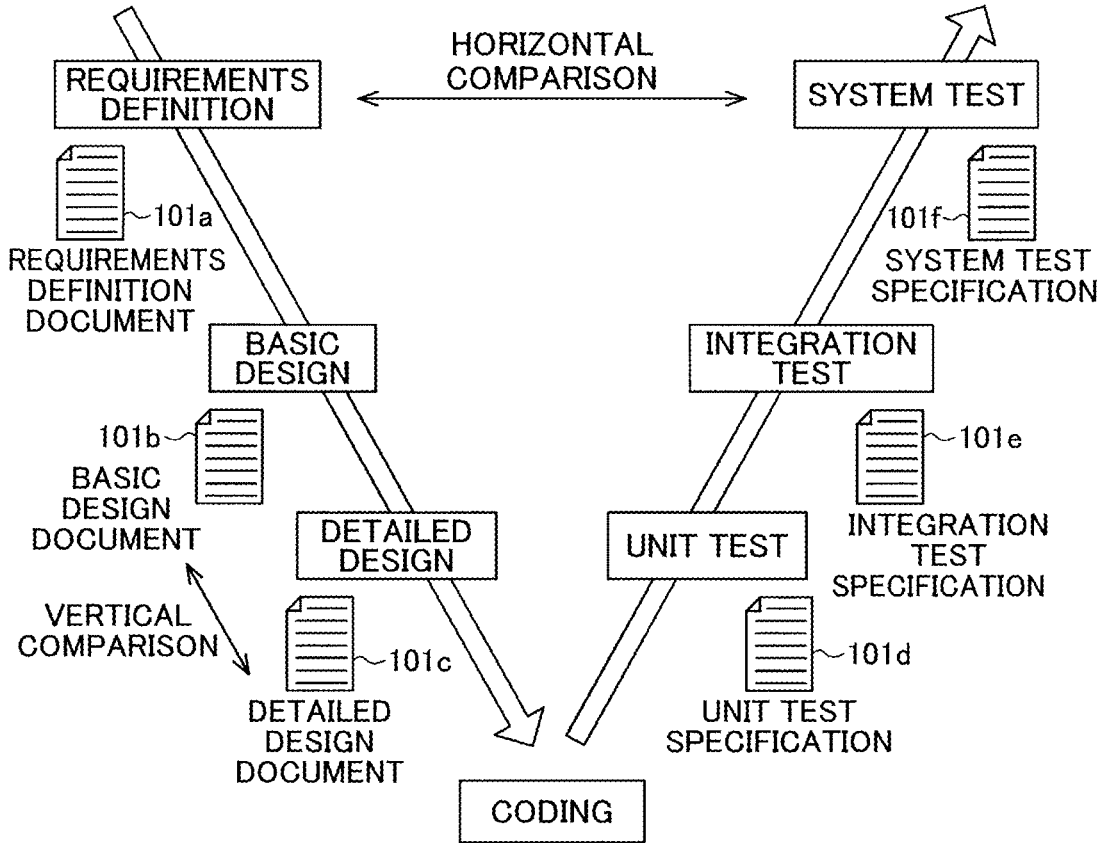 HORIZONTAL
COMPARISON
REQUIREMENTS
DEFINITION
SYSTEM TEST
101a
REQUIREMENTS
DEFINITION
DOCUMENT
101f
SYSTEM TEST
SPECIFICATION
BASIC
DESIGN
INTEGRATION
TEST
101b
BASIC
DESIGN
DOCUMENT
101e
INTEGRATION
TEST
SPECIFICATION
DETAILED
DESIGN
UNIT TEST
VERTICAL
COMPARISON
101c
DETAILED
DESIGN
DOCUMENT
101d
UNIT TEST
SPECIFICATION
CODING